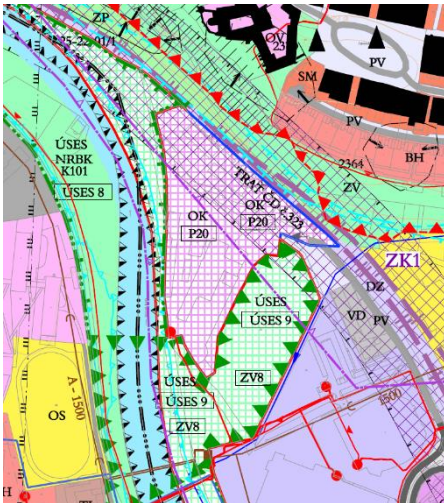 ZP
OV
23
PV
SM
PV
BH
2364
ZV
ÚSES
NRBK
K101
ÚSES 8
TRAŤ ČD č.323
OK
P20
OK
P20
ZK1
DZ
VD
PV
ÚSES
ÚSES 9
ZV8
ÚSES
ÚSES 9
ZV8
OS
A - 1500
1500
H